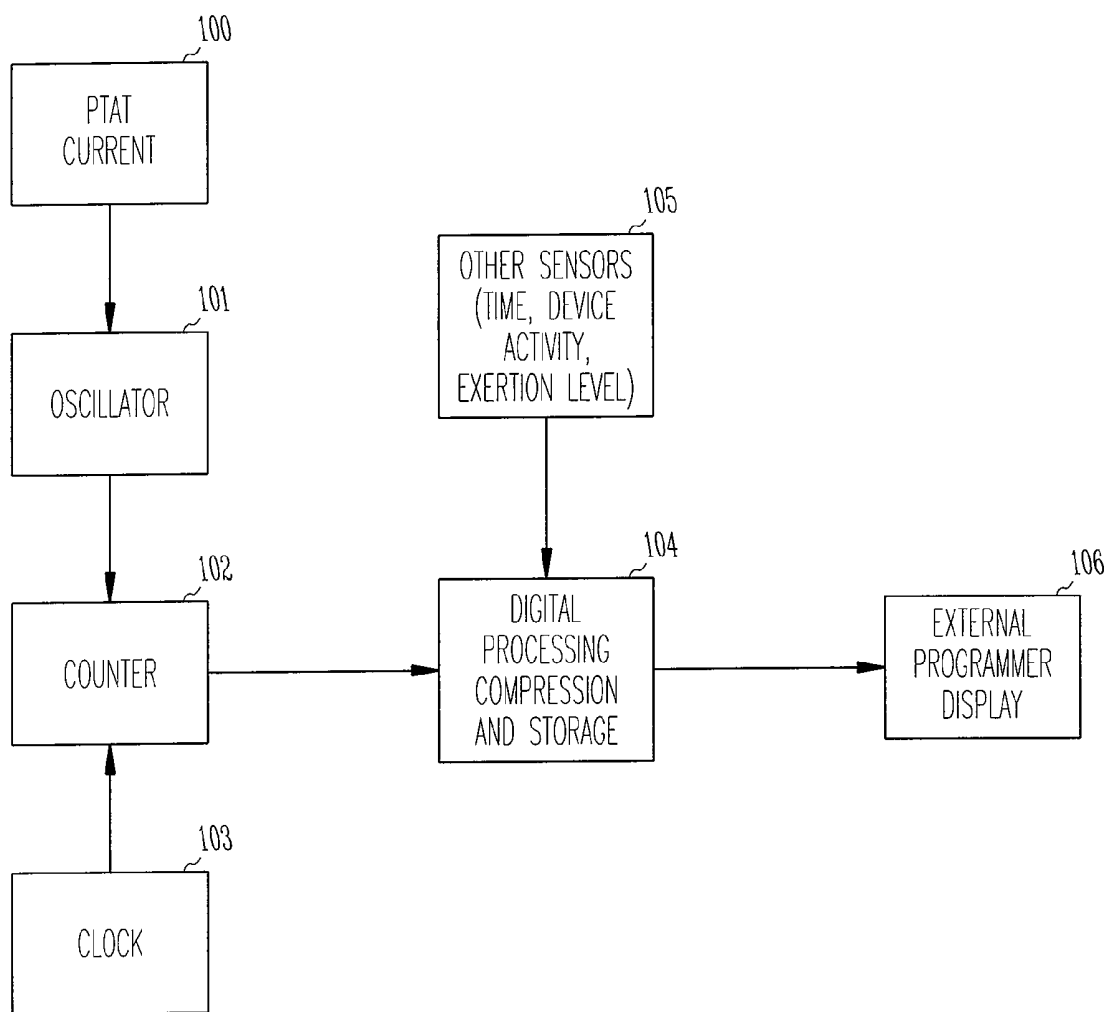 100
PTAT
CURRENT
101
OSCILLATOR
102
COUNTER
103
CLOCK
105
OTHER SENSORS
(TIME, DEVICE
ACTIVITY,
EXERTION LEVEL)
104
DIGITAL
PROCESSING
COMPRESSION
AND STORAGE
106
EXTERNAL
PROGRAMMER
DISPLAY